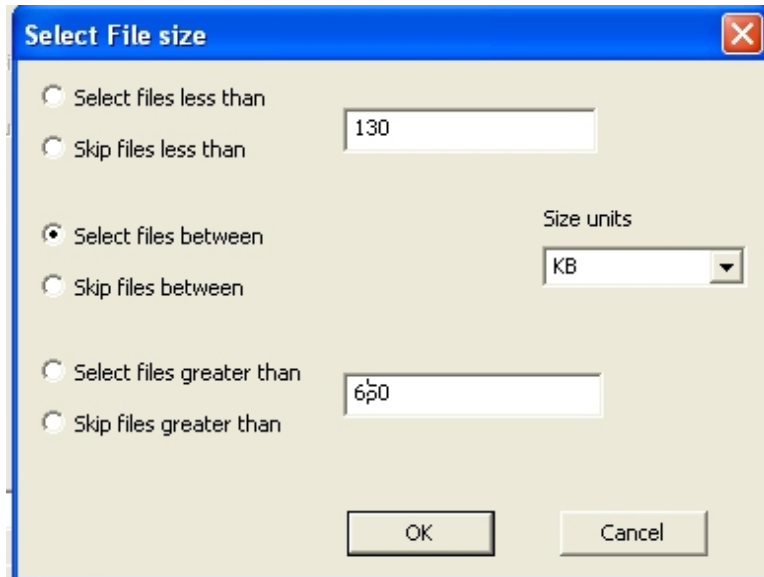 Select File size
Select files less than
130
Skip files less than
Select files between
Size units
KB
Skip files between
Select files greater than
Skip files greater than
OK
Cancel